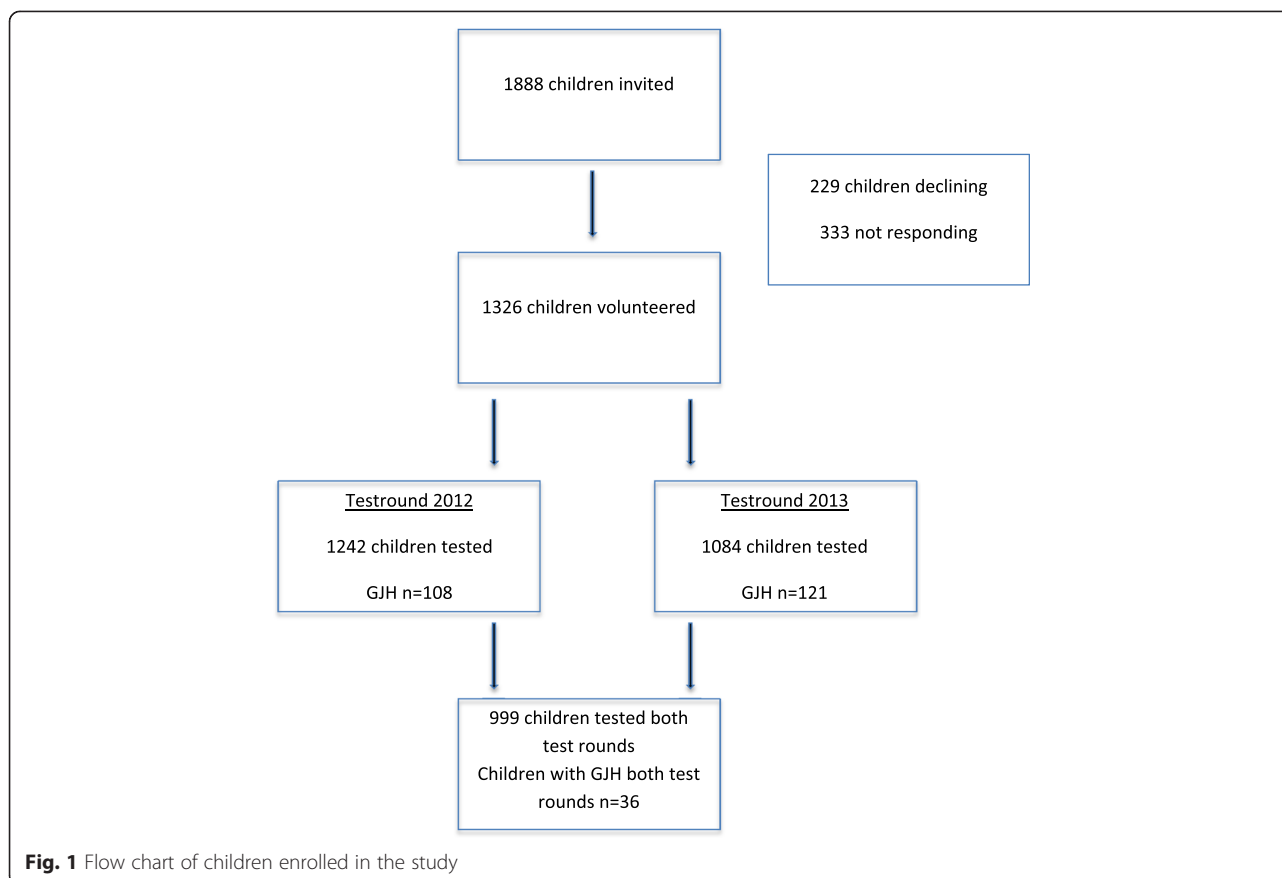 1888 children invited
229 children declining
333 not responding
1326 children volunteered
Testround 2012
1242 children tested
GJH n=108
Testround 2013
1084 children tested
GJH n=121
999 children tested both
test rounds
Children with GJH both test
rounds n=36
Fig. 1 Flow chart of children enrolled in the study